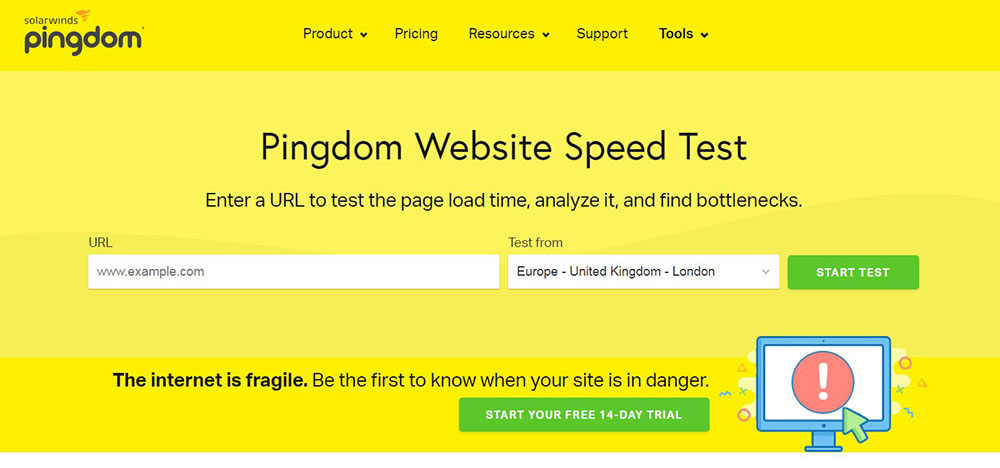 solarwinds
pingdom
Product
Pricing
Resources
Support
Tools
Pingdom Website Speed Test
Enter a URL to test the page load time, analyze it, and find bottlenecks.
URL
Test from
www.example.com
Europe - United Kingdom - London
START TEST
The internet is fragile. Be the first to know when your site is in danger.
START YOUR FREE 14-DAY TRIAL
!